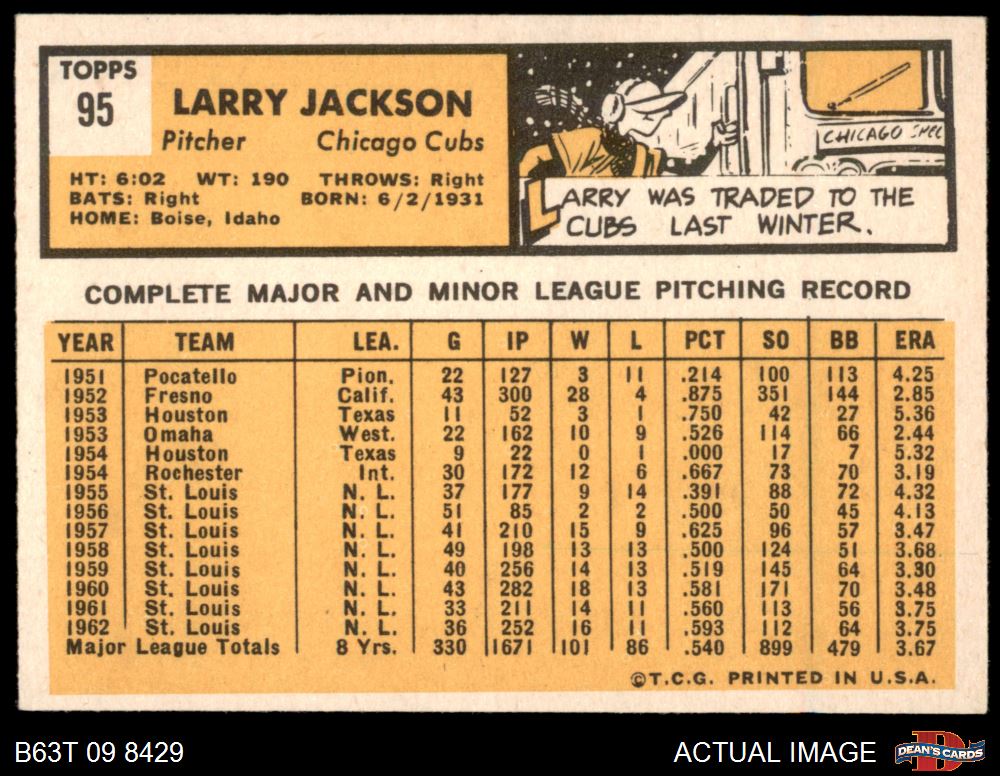 TOPPS
95
LARRY JACKSON
Pitcher Chicago Cubs
HT: 6:02 WT: 190 THROWS: Right
BATS: Right BORN: 6/2/1931
HOME: Boise, Idaho
CHICAGO
LARRY WAS TRADED TO THE
CUBS LAST WINTER.
COMPLETE MAJOR AND MINOR LEAGUE PITCHING RECORD
YEAR TEAM LEA. G IP W L PCT SO BB ERA
1951 Pocatello Pion. 22 127 3 11 .214 100 113 4.25
1952 Fresno Calif. 43 300 28 4 .875 351 144 2.85
1953 Houston Texas 11 52 3 1 .750 42 27 5.36
1953 Omaha West. 22 162 10 9 .526 114 66 2.44
1954 Houston Texas 9 22 0 1 .000 17 7 5.32
1954 Rochester Int. 30 172 12 6 .667 73 70 3.19
1955 St. Louis N. L. 37 177 9 14 .391 88 72 4.32
1956 St. Louis N. L. 51 85 2 2 .500 50 45 4.13
1957 St. Louis N. L. 41 210 15 9 .625 96 57 3.47
1958 St. Louis N. L. 49 198 13 13 .500 124 51 3.68
1959 St. Louis N. L. 40 256 14 13 .519 145 64 3.30
1960 St. Louis N. L. 43 282 18 13 .581 171 70 3.48
1961 St. Louis N. L. 33 211 14 11 .560 113 56 3.75
1962 St. Louis N. L. 36 252 16 11 .593 112 64 3.75
Major League Totals 8 Yrs. 330 1671 101 86 .540 899 479 3.67
©T.C.G. PRINTED IN U.S.A.
B63T 09 8429 ACTUAL IMAGE DEAN'S CARDS